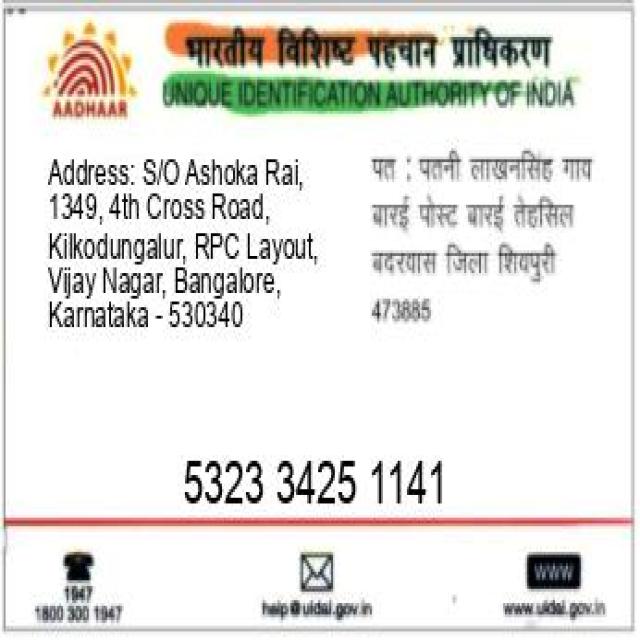 भारतीय विशिष्ट पहचान प्राधिकरण
AADHAAR
UNIQUE IDENTIFICATION AUTHORITY OF INDIA
Address: S/O Ashoka Rai,
1349, 4th Cross Road,
Kilkodungalur, RPC Layout,
Vijay Nagar, Bangalore,
Karnataka - 530340
पत : पतनी लाखनसिंह गाव
बारई पोस्ट बारई तेहसिल
बदरवास जिला शिवपुरी
473885
5323 3425 1141
1947
1800 300 1947
help@uidai.gov.in
www
www.uidai.gov.in